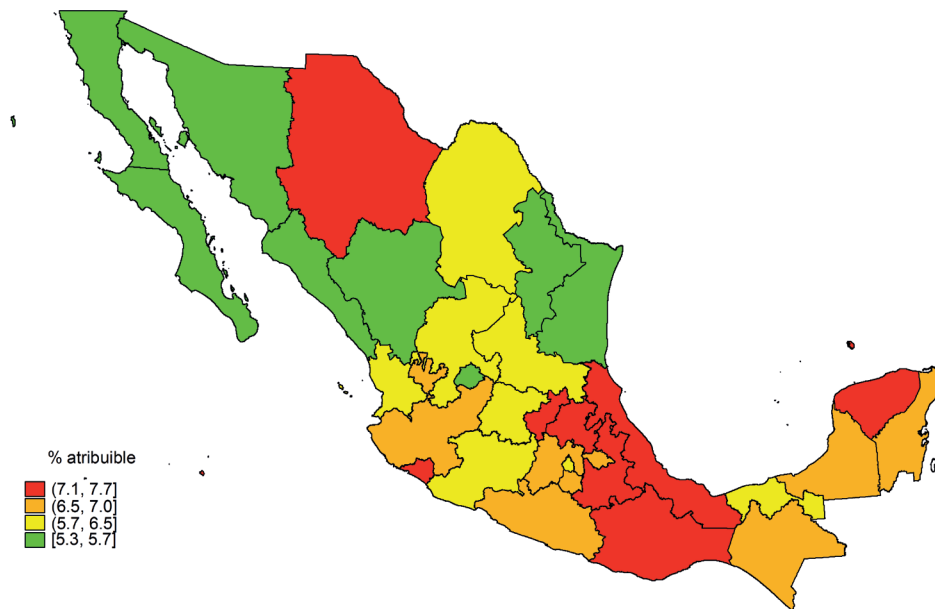 % atribuible
(7.1, 7.7]
(6.5, 7.0]
(5.7, 6.5]
[5.3, 5.7]